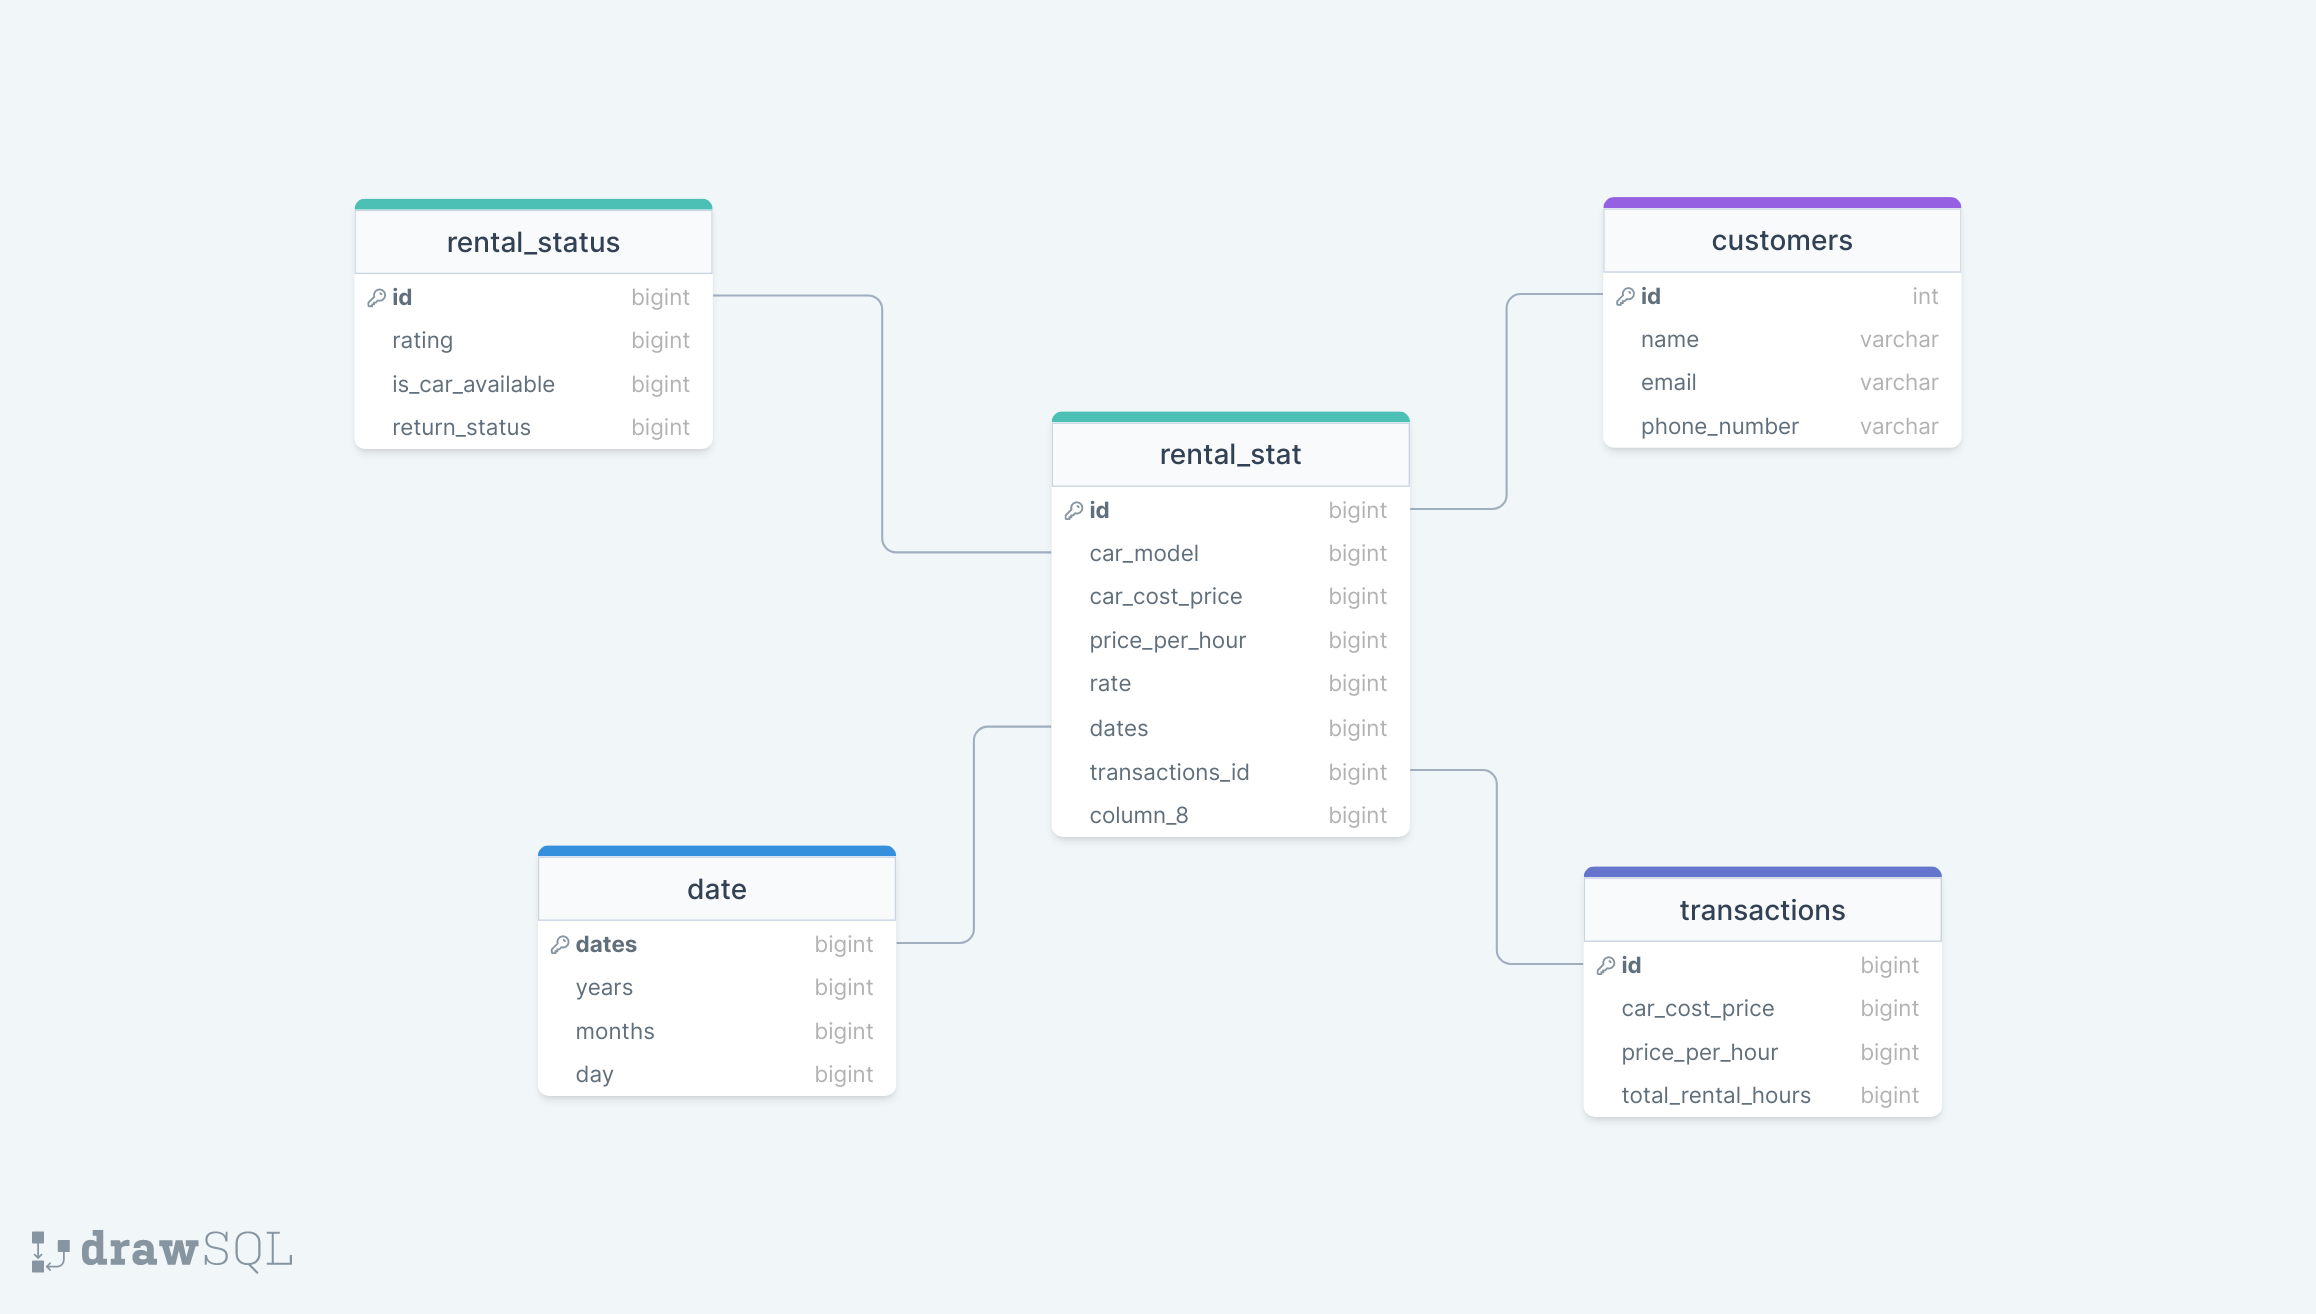 rental_status
id bigint
rating bigint
is_car_available bigint
return_status bigint
customers
id int
name varchar
email varchar
phone_number varchar
rental_stat
id bigint
car_model bigint
car_cost_price bigint
price_per_hour bigint
rate bigint
dates bigint
transactions_id bigint
column_8 bigint
date
dates bigint
years bigint
months bigint
day bigint
transactions
id bigint
car_cost_price bigint
price_per_hour bigint
total_rental_hours bigint
drawSQL